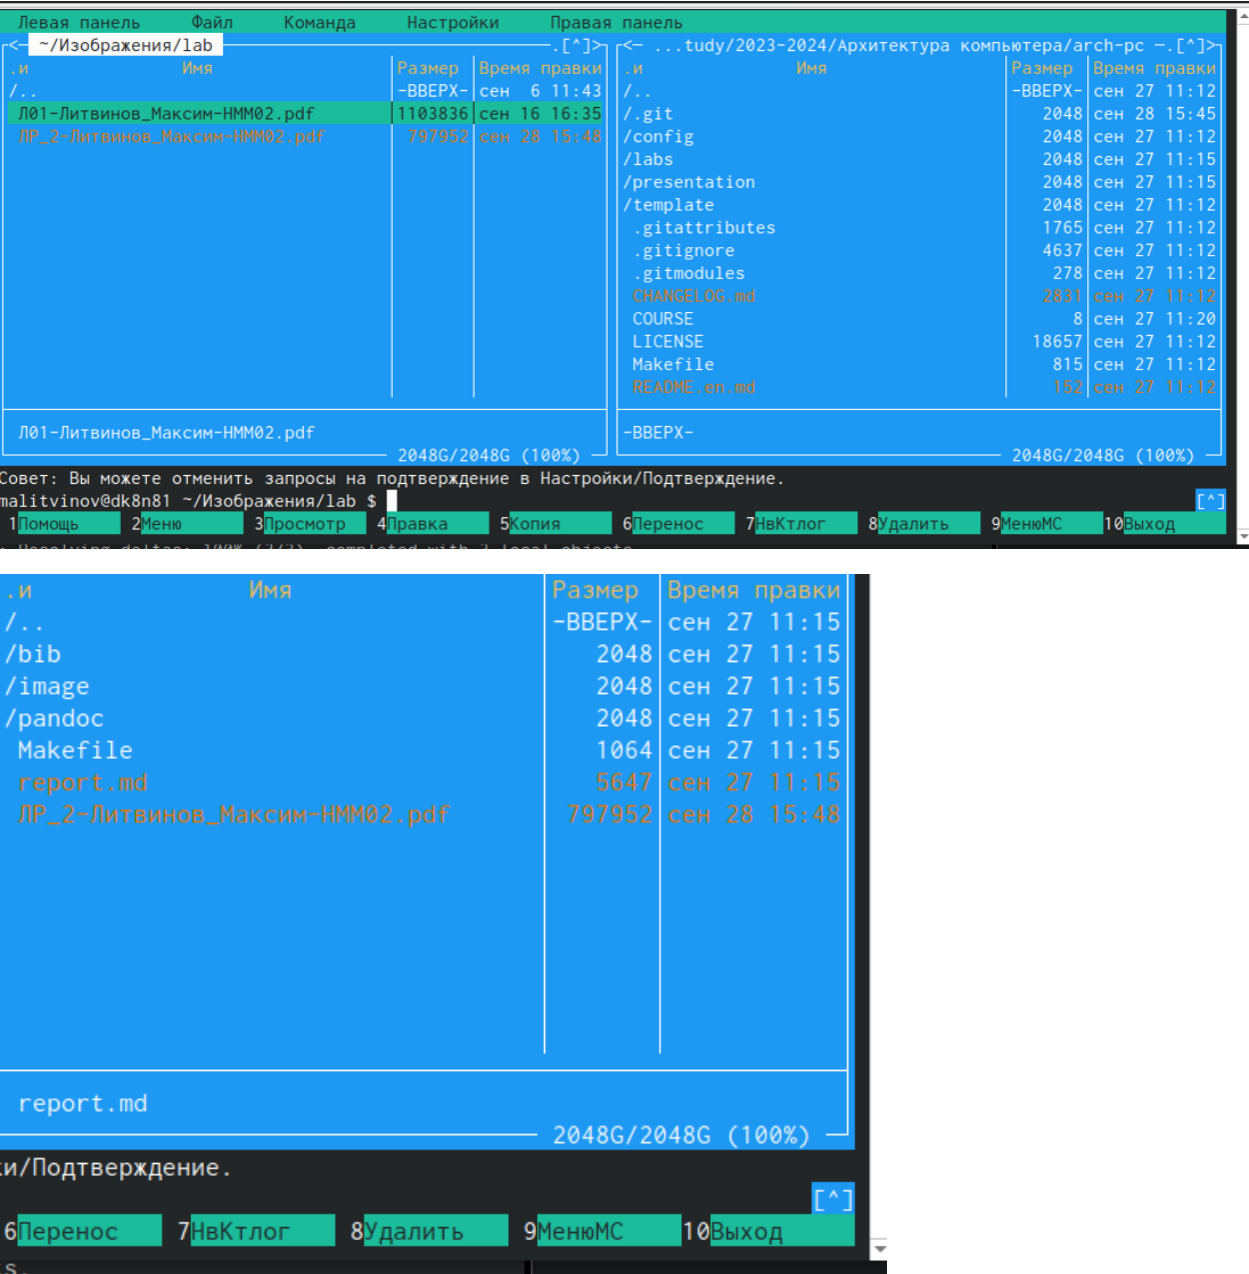 Левая панель Файл Команда Настройки Правая панель
<− ~/Изображения/lab .[^]>
.и Имя Размер Время правки
/.. -ВВЕРХ- сен 6 11:43
Л01-Литвинов_Максим-НММ02.pdf 1103836 сен 16 16:35
ЛР_2-Литвинов_Максим-НММ02.pdf 797952 сен 28 15:48
Л01-Литвинов_Максим-НММ02.pdf
2048G/2048G (100%)
<− ...tudy/2023-2024/Архитектура компьютера/arch-pc −.[^]>
.и Имя Размер Время правки
/.. -ВВЕРХ- сен 27 11:12
/.git 2048 сен 28 15:45
/config 2048 сен 27 11:12
/labs 2048 сен 27 11:15
/presentation 2048 сен 27 11:15
/template 2048 сен 27 11:12
.gitattributes 1765 сен 27 11:12
.gitignore 4637 сен 27 11:12
.gitmodules 278 сен 27 11:12
CHANGELOG.md 2831 сен 27 11:12
COURSE 8 сен 27 11:20
LICENSE 18657 сен 27 11:12
Makefile 815 сен 27 11:12
README.en.md 152 сен 27 11:12
-ВВЕРХ-
2048G/2048G (100%)
Совет: Вы можете отменить запросы на подтверждение в Настройки/Подтверждение.
malitvinov@dk8n81 ~/Изображения/lab $ [^]
1Помощь 2Меню 3Просмотр 4Правка 5Копия 6Перенос 7НвКтлог 8Удалить 9МенюМС 10Выход
.и Имя Размер Время правки
/.. -ВВЕРХ- сен 27 11:15
/bib 2048 сен 27 11:15
/image 2048 сен 27 11:15
/pandoc 2048 сен 27 11:15
Makefile 1064 сен 27 11:15
report.md 5647 сен 27 11:15
ЛР_2-Литвинов_Максим-НММ02.pdf 797952 сен 28 15:48
report.md
2048G/2048G (100%)
ки/Подтверждение.
[^]
6Перенос 7НвКтлог 8Удалить 9МенюМС 10Выход